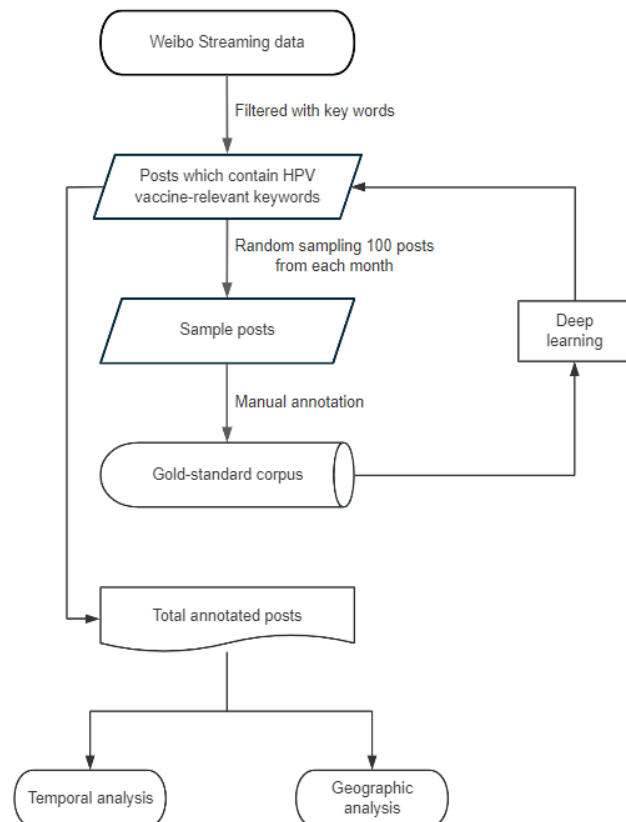 Weibo Streaming data
Filtered with key words
Posts which contain HPV
vaccine-relevant keywords
Random sampling 100 posts
from each month
Sample posts
Deep
learning
Manual annotation
Gold-standard corpus
Total annotated posts
Temporal analysis
Geographic
analysis